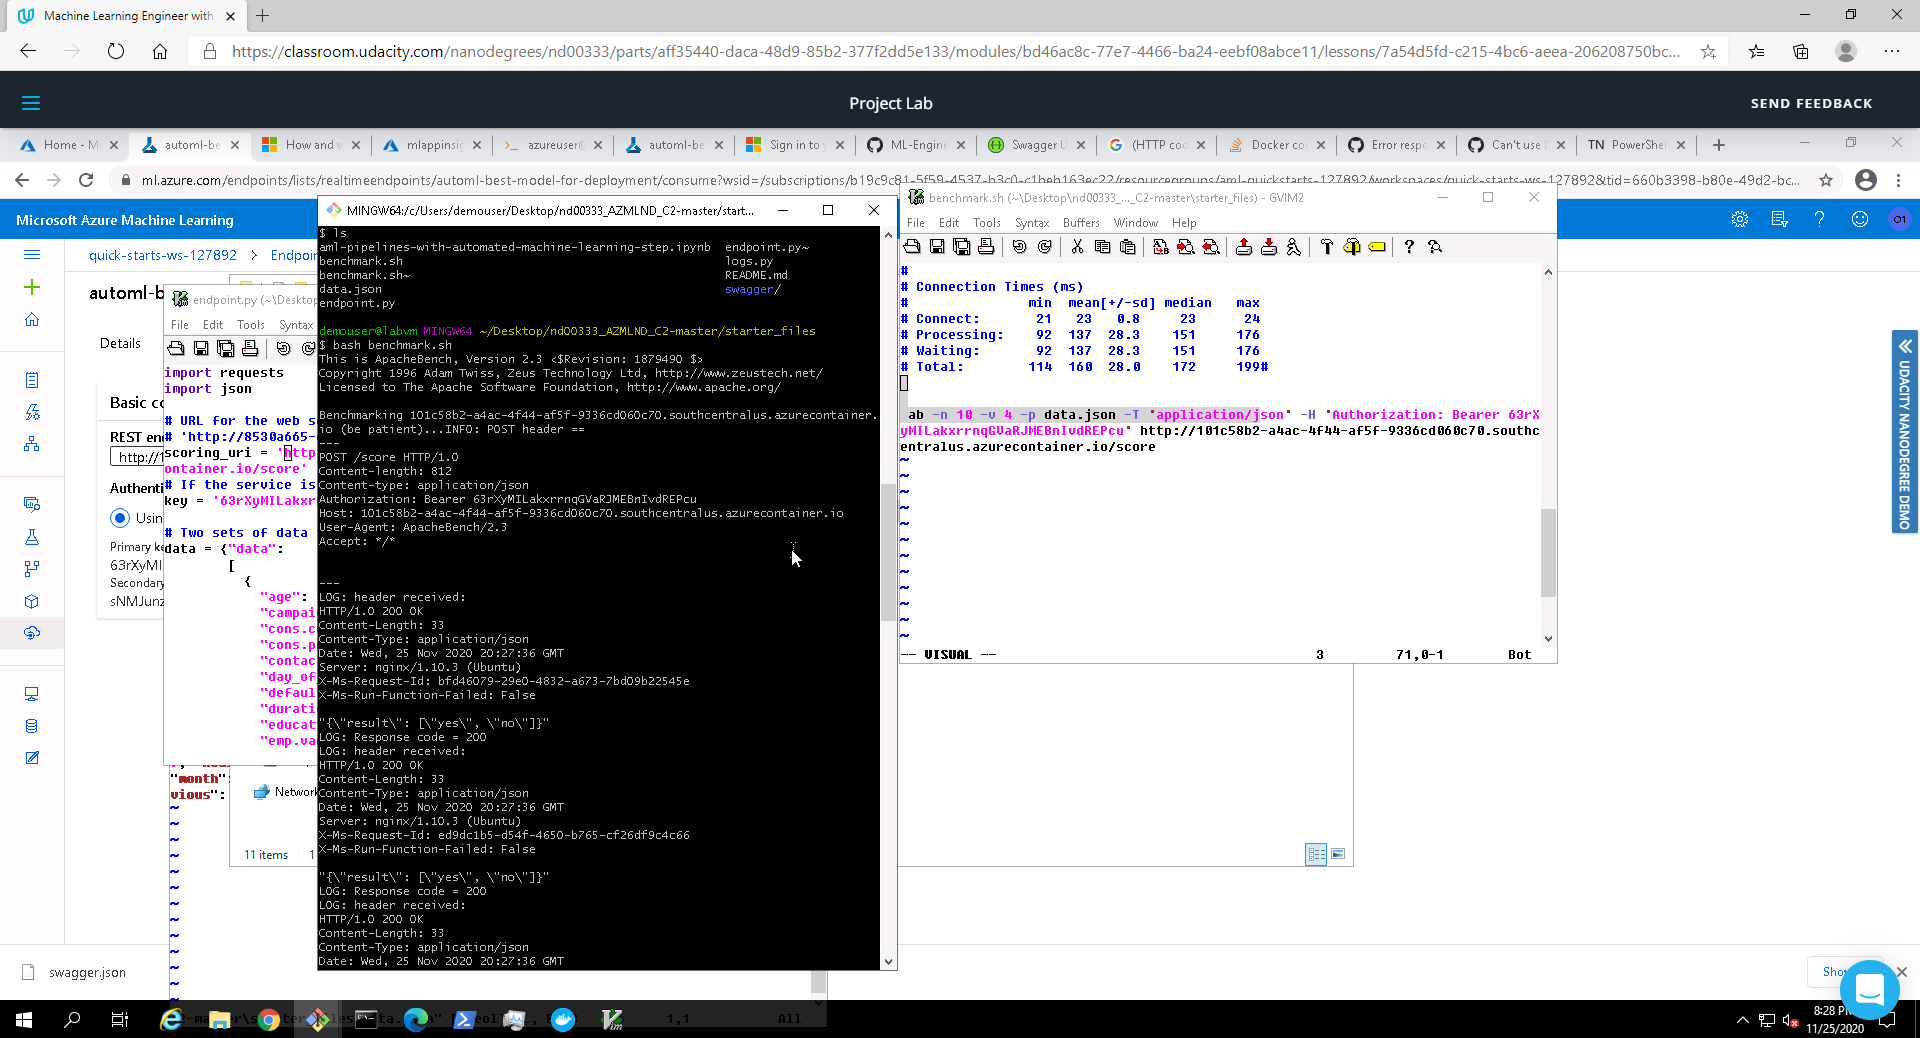 Machine Learning Engineer with
https://classroom.udacity.com/nanodegrees/nd00333/parts/aff35440-daca-48d9-85b2-377f2dd5e133/modules/bd46ac8c-77e7-4466-ba24-eebf08abce11/lessons/7a54d5fd-c215-4bc6-aeea-206208750bc...
Project Lab
SEND FEEDBACK
Home - M
automl-be
How and
mlappinsig
azureuser@
automl-be
Sign in to y
ML-Engine
Swagger U
(HTTP co
Docker co
Error resp
Can't use
TN PowerShe
ml.azure.com/endpoints/lists/realtimeendpoints/automl-best-model-for-deployment/consume?wsid=/subscriptions/b19c9c81-5f59-4537-b3c0-c1beb163ec22/resourcegroups/aml-quickstarts-127892/workspaces/quick-starts-ws-127892&tid=660b3398-b80e-49d2-bc...
Microsoft Azure Machine Learning
quick-starts-ws-127892 > Endpoin
automl-b
Details
Basic co
REST en
http://1
Authenti
Usin
Primary ke
63rXyMI
Secondary
sNMJunz
endpoint.py (~\Desktop
File Edit Tools Syntax
import requests
import json
# URL for the web s
# 'http://8530a665-
scoring_uri = 'http
ontainer.io/score'
# If the service is
key = '63rXyMILakxr
# Two sets of data
data = {"data":
[
{
"age":
"campai
"cons.c
"cons.p
"contac
"day_of
"defaul
"durati
"educat
"emp.va
"month":
vious":
Network
11 items
MINGW64:/c/Users/demouser/Desktop/nd00333_AZMLND_C2-master/start...
$ ls
aml-pipelines-with-automated-machine-learning-step.ipynb endpoint.py~
benchmark.sh logs.py
benchmark.sh~ README.md
data.json swagger/
endpoint.py
demouser@labvm MINGW64 ~/Desktop/nd00333_AZMLND_C2-master/starter_files
$ bash benchmark.sh
This is ApacheBench, Version 2.3 <$Revision: 1879490 $>
Copyright 1996 Adam Twiss, Zeus Technology Ltd, http://www.zeustech.net/
Licensed to The Apache Software Foundation, http://www.apache.org/
Benchmarking 101c58b2-a4ac-4f44-af5f-9336cd060c70.southcentralus.azurecontainer.
io (be patient)...INFO: POST header ==
---
POST /score HTTP/1.0
Content-length: 812
Content-type: application/json
Authorization: Bearer 63rXyMILakxrrnqGVaRJMEBnIvdREPcu
Host: 101c58b2-a4ac-4f44-af5f-9336cd060c70.southcentralus.azurecontainer.io
User-Agent: ApacheBench/2.3
Accept: */*
---
LOG: header received:
HTTP/1.0 200 OK
Content-Length: 33
Content-Type: application/json
Date: Wed, 25 Nov 2020 20:27:36 GMT
Server: nginx/1.10.3 (Ubuntu)
X-Ms-Request-Id: bfd46079-29e0-4832-a673-7bd09b22545e
X-Ms-Run-Function-Failed: False
"{\"result\": [\"yes\", \"no\"]}"
LOG: Response code = 200
LOG: header received:
HTTP/1.0 200 OK
Content-Length: 33
Content-Type: application/json
Date: Wed, 25 Nov 2020 20:27:36 GMT
Server: nginx/1.10.3 (Ubuntu)
X-Ms-Request-Id: ed9dc1b5-d54f-4650-b765-cf26df9c4c66
X-Ms-Run-Function-Failed: False
"{\"result\": [\"yes\", \"no\"]}"
LOG: Response code = 200
LOG: header received:
HTTP/1.0 200 OK
Content-Length: 33
Content-Type: application/json
Date: Wed, 25 Nov 2020 20:27:36 GMT
benchmark.sh (~\Desktop\nd00333_..._C2-master\starter_files) - GVIM2
File Edit Tools Syntax Buffers Window Help
#
# Connection Times (ms)
# min mean[+/-sd] median max
# Connect: 21 23 0.8 23 24
# Processing: 92 137 28.3 151 176
# Waiting: 92 137 28.3 151 176
# Total: 114 160 28.0 172 199#
ab -n 10 -v 4 -p data.json -T 'application/json' -H 'Authorization: Bearer 63rX
yMILakxrrnqGVaRJMEBnIvdREPcu' http://101c58b2-a4ac-4f44-af5f-9336cd060c70.southc
entralus.azurecontainer.io/score
-- VISUAL -- 3 71,0-1 Bot
UDACITY NANODEGREE DEMO
swagger.json
Show
1,1 All
8:28 PM
11/25/2020